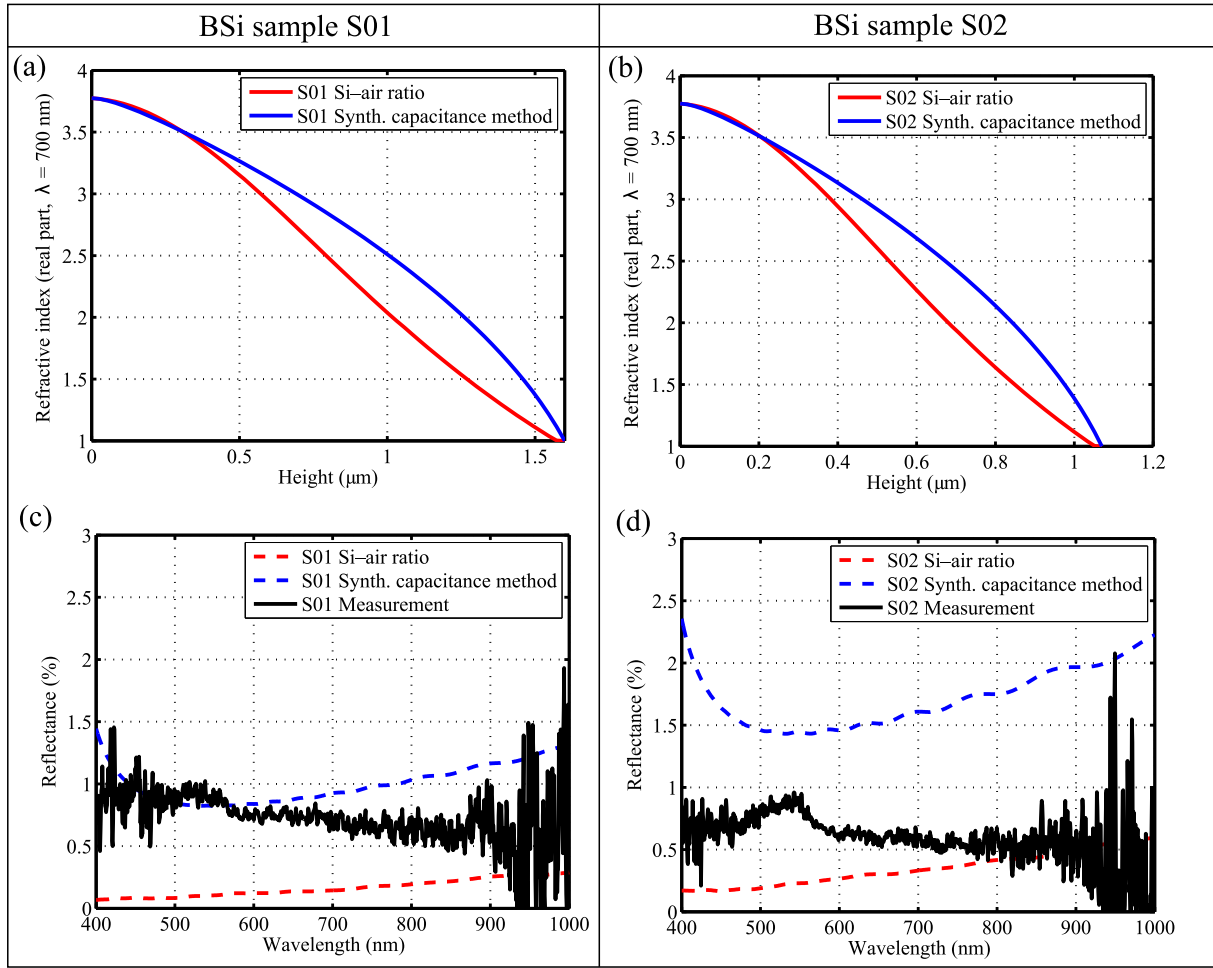 BSi sample S01
BSi sample S02
(a)
4
3.5
3
2.5
2
1.5
1
0
0.5
1
1.5
Refractive index (real part, λ = 700 nm)
Height (μm)
S01 Si–air ratio
S01 Synth. capacitance method
(b)
4
3.5
3
2.5
2
1.5
1
0
0.2
0.4
0.6
0.8
1
1.2
Refractive index (real part, λ = 700 nm)
Height (μm)
S02 Si–air ratio
S02 Synth. capacitance method
(c)
3
2.5
2
1.5
1
0.5
0
400
500
600
700
800
900
1000
Reflectance (%)
Wavelength (nm)
S01 Si–air ratio
S01 Synth. capacitance method
S01 Measurement
(d)
3
2.5
2
1.5
1
0.5
0
400
500
600
700
800
900
1000
Reflectance (%)
Wavelength (nm)
S02 Si–air ratio
S02 Synth. capacitance method
S02 Measurement